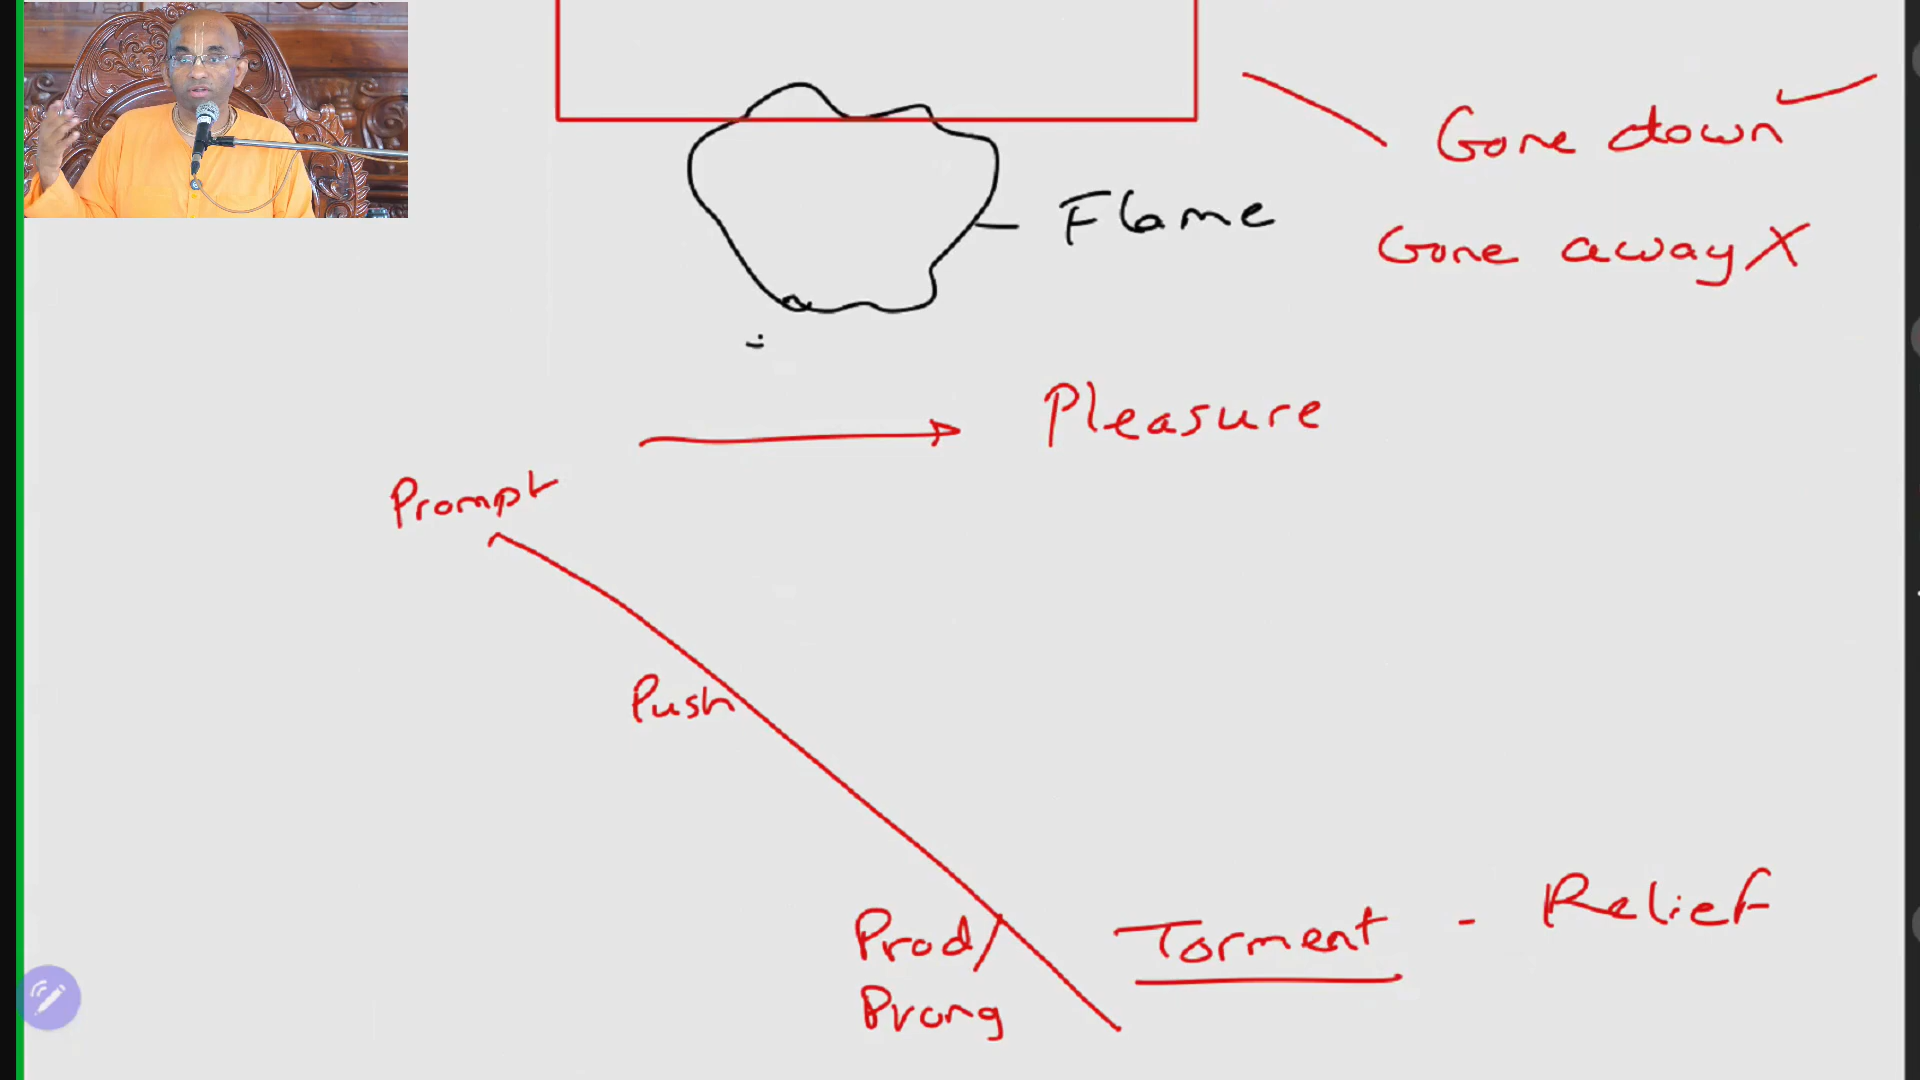 Gone down
Flame
Gone away X
Pleasure
Prompt
Push
Prod/
Prong
Torment - Relief